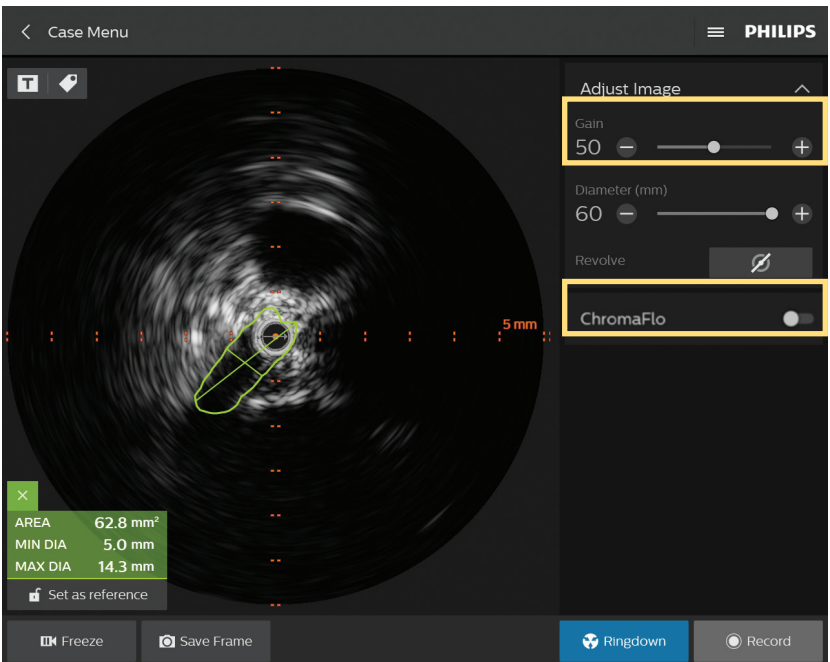 Case Menu
PHILIPS
T
Adjust Image
Gain
50
Diameter (mm)
60
Revolve
ChromaFlo
5 mm
AREA 62.8 mm²
MIN DIA 5.0 mm
MAX DIA 14.3 mm
Set as reference
Freeze
Save Frame
Ringdown
Record